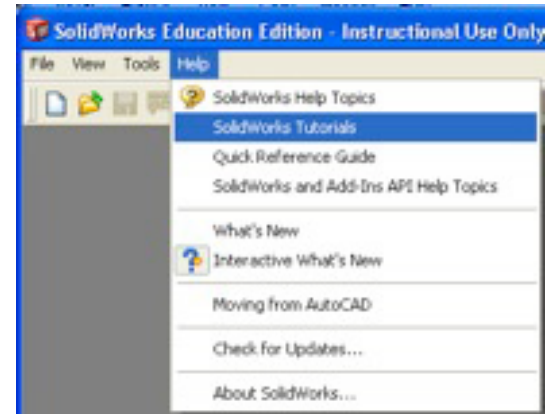 SolidWorks Education Edition - Instructional Use Only
File View Tools Help
SolidWorks Help Topics
SolidWorks Tutorials
Quick Reference Guide
SolidWorks and Add-Ins API Help Topics
What's New
Interactive What's New
Moving from AutoCAD
Check for Updates...
About SolidWorks...